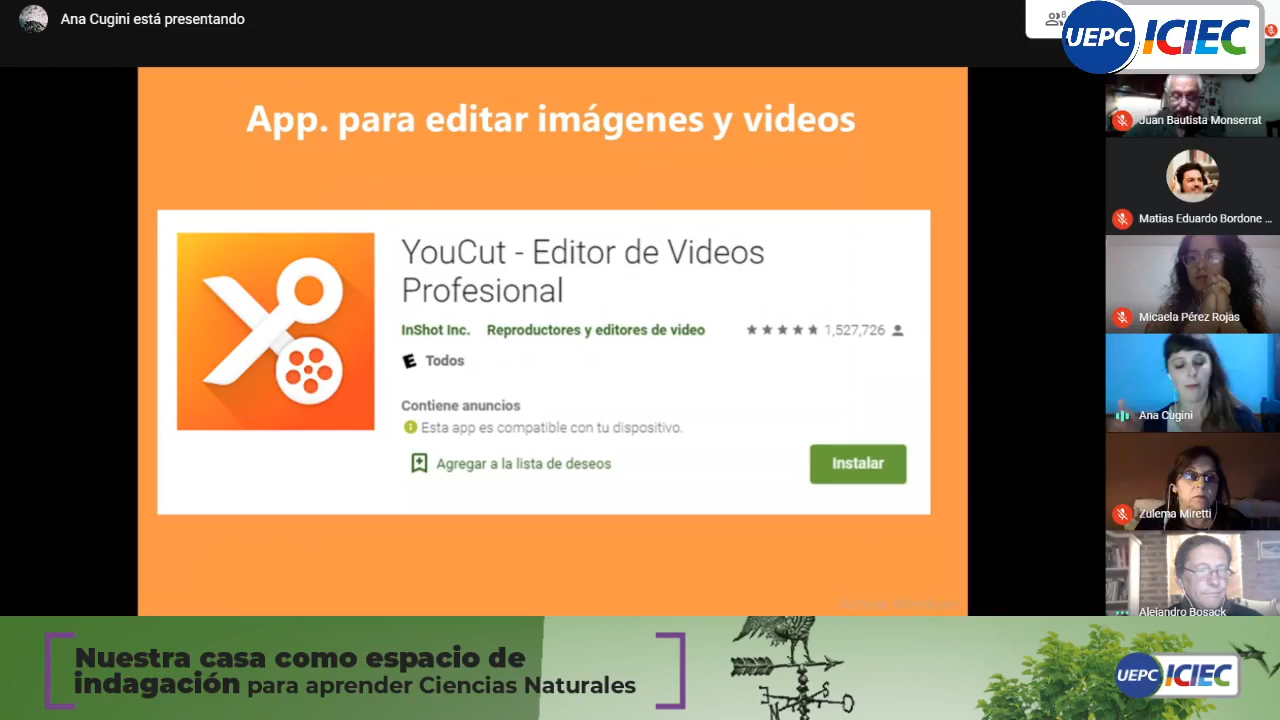 Ana Cugini está presentando
8
UEPC ICIEC
App. para editar imágenes y videos
YouCut - Editor de Videos
Profesional
InShot Inc. Reproductores y editores de video 1,527,726
E Todos
Contiene anuncios
Esta app es compatible con tu dispositivo.
Agregar a la lista de deseos
Instalar
Juan Bautista Monserrat
Matias Eduardo Bordone ...
Micaela Pérez Rojas
Ana Cugini
Zulema Miretti
Alejandro Bosack
Nuestra casa como espacio de
indagación para aprender Ciencias Naturales
UEPC ICIEC